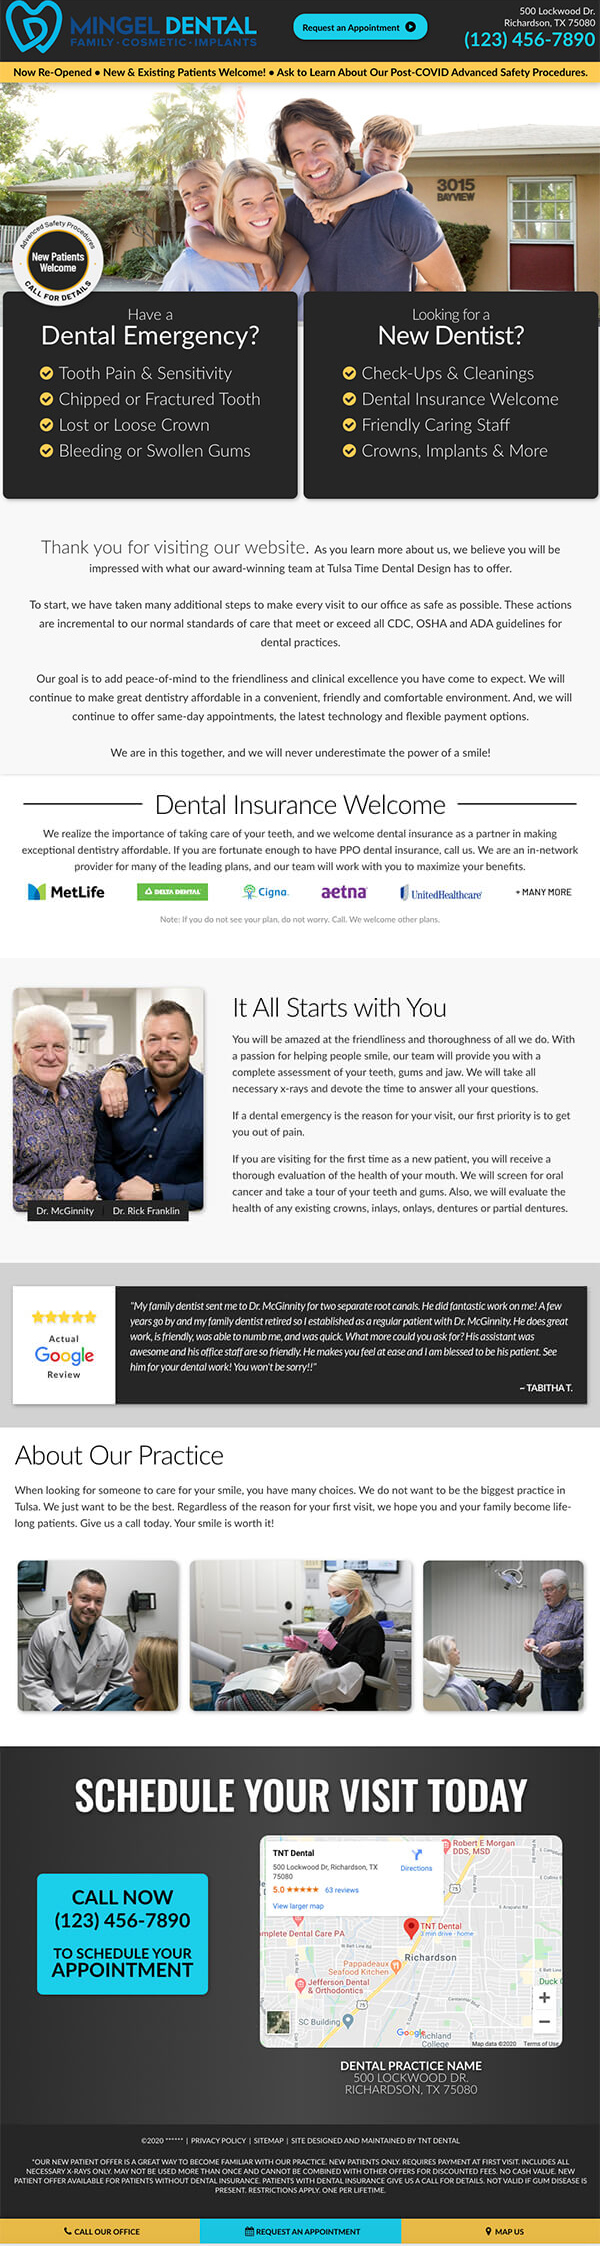 MINGEL DENTAL
FAMILY • COSMETIC • IMPLANTS
Request an Appointment
500 Lockwood Dr.
Richardson, TX 75080
(123) 456-7890
Now Re-Opened ● New & Existing Patients Welcome! ● Ask to Learn About Our Post-COVID Advanced Safety Procedures.
3015
BAYVIEW
Advanced Safety Procedures
New Patients
Welcome
CALL FOR DETAILS
Have a
Dental Emergency?
Tooth Pain & Sensitivity
Chipped or Fractured Tooth
Lost or Loose Crown
Bleeding or Swollen Gums
Looking for a
New Dentist?
Check-Ups & Cleanings
Dental Insurance Welcome
Friendly Caring Staff
Crowns, Implants & More
Thank you for visiting our website. As you learn more about us, we believe you will be
impressed with what our award-winning team at Tulsa Time Dental Design has to offer.
To start, we have taken many additional steps to make every visit to our office as safe as possible. These actions
are incremental to our normal standards of care that meet or exceed all CDC, OSHA and ADA guidelines for
dental practices.
Our goal is to add peace-of-mind to the friendliness and clinical excellence you have come to expect. We will
continue to make great dentistry affordable in a convenient, friendly and comfortable environment. And, we will
continue to offer same-day appointments, the latest technology and flexible payment options.
We are in this together, and we will never underestimate the power of a smile!
Dental Insurance Welcome
We realize the importance of taking care of your teeth, and we welcome dental insurance as a partner in making
exceptional dentistry affordable. If you are fortunate enough to have PPO dental insurance, call us. We are an in-network
provider for many of the leading plans, and our team will work with you to maximize your benefits.
MetLife
DELTA DENTAL
Cigna
aetna
UnitedHealthcare
+ MANY MORE
Note: If you do not see your plan, do not worry. Call. We welcome other plans.
Dr. McGinnity
Dr. Rick Franklin
It All Starts with You
You will be amazed at the friendliness and thoroughness of all we do. With
a passion for helping people smile, our team will provide you with a
complete assessment of your teeth, gums and jaw. We will take all
necessary x-rays and devote the time to answer all your questions.
If a dental emergency is the reason for your visit, our first priority is to get
you out of pain.
If you are visiting for the first time as a new patient, you will receive a
thorough evaluation of the health of your mouth. We will screen for oral
cancer and take a tour of your teeth and gums. Also, we will evaluate the
health of any existing crowns, inlays, onlays, dentures or partial dentures.
Actual
Google
Review
"My family dentist sent me to Dr. McGinnity for two separate root canals. He did fantastic work on me! A few
years go by and my family dentist retired so I established as a regular patient with Dr. McGinnity. He does great
work, is friendly, was able to numb me, and was quick. What more could you ask for? His assistant was
awesome and his office staff are so friendly. He makes you feel at ease and I am blessed to be his patient. See
him for your dental work! You won't be sorry!!"
~ TABITHA T.
About Our Practice
When looking for someone to care for your smile, you have many choices. We do not want to be the biggest practice in
Tulsa. We just want to be the best. Regardless of the reason for your first visit, we hope you and your family become life-
long patients. Give us a call today. Your smile is worth it!
SCHEDULE YOUR VISIT TODAY
CALL NOW
(123) 456-7890
TO SCHEDULE YOUR
APPOINTMENT
TNT Dental
500 Lockwood Dr, Richardson, TX
75080
5.0 ★★★★★ 63 reviews
View larger map
Directions
Robert E Morgan
DDS, MSD
E Campbell
E Arapaho Rd
75
omplete Dental Care PA
TNT Dental
3 min drive - home
Richardson
Pappadeaux
Seafood Kitchen
Jefferson Dental
& Orthodontics
E Belt Line Rd
Duck C
75
SC Building
Google
Richland
College
Map data ©2020
Terms of Use
DENTAL PRACTICE NAME
500 LOCKWOOD DR.
RICHARDSON, TX 75080
©2020 ****** | PRIVACY POLICY | SITEMAP | SITE DESIGNED AND MAINTAINED BY TNT DENTAL
*OUR NEW PATIENT OFFER IS A GREAT WAY TO BECOME FAMILIAR WITH OUR PRACTICE. NEW PATIENTS ONLY. REQUIRES PAYMENT AT FIRST VISIT. INCLUDES ALL
NECESSARY X-RAYS ONLY. MAY NOT BE USED MORE THAN ONCE AND CANNOT BE COMBINED WITH OTHER OFFERS FOR DISCOUNTED FEES. NO CASH VALUE. NEW
PATIENT OFFER AVAILABLE FOR PATIENTS WITHOUT DENTAL INSURANCE. PATIENTS WITH DENTAL INSURANCE GIVE US A CALL FOR DETAILS. NOT VALID IF GUM DISEASE IS
PRESENT. RESTRICTIONS APPLY. ONE PER LIFETIME.
CALL OUR OFFICE
REQUEST AN APPOINTMENT
MAP US